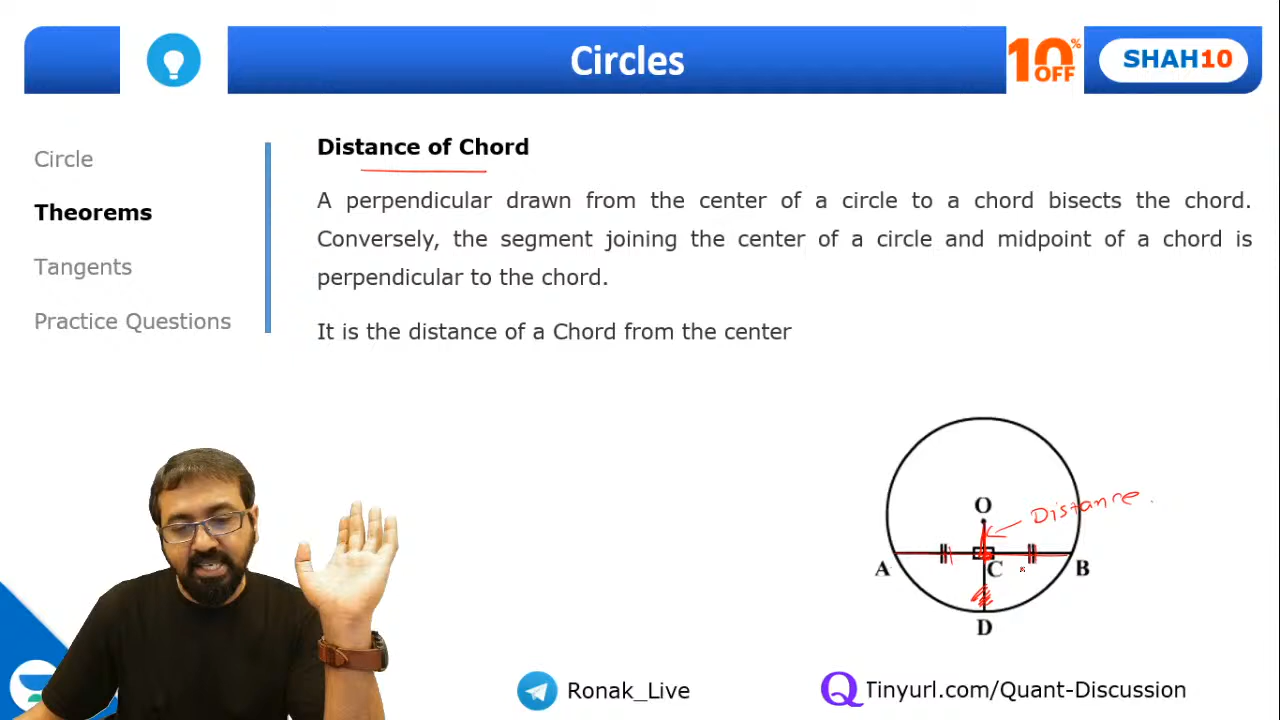 Circles
10% OFF
SHAH10
Circle
Theorems
Tangents
Practice Questions
Distance of Chord
A perpendicular drawn from the center of a circle to a chord bisects the chord.
Conversely, the segment joining the center of a circle and midpoint of a chord is
perpendicular to the chord.
It is the distance of a Chord from the center
O
Distance.
A
C
B
D
Ronak_Live
Q Tinyurl.com/Quant-Discussion